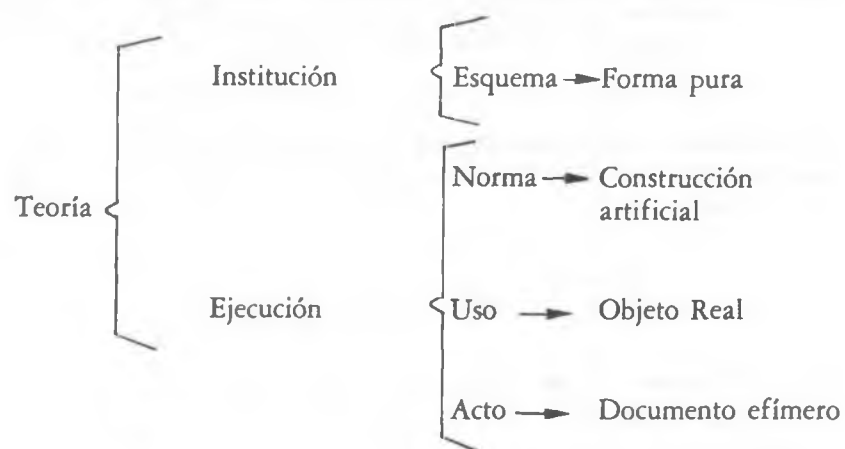 Institución Esquema → Forma pura
Norma → Construcción
artificial
Teoría
Ejecución Uso → Objeto Real
Acto → Documento efímero